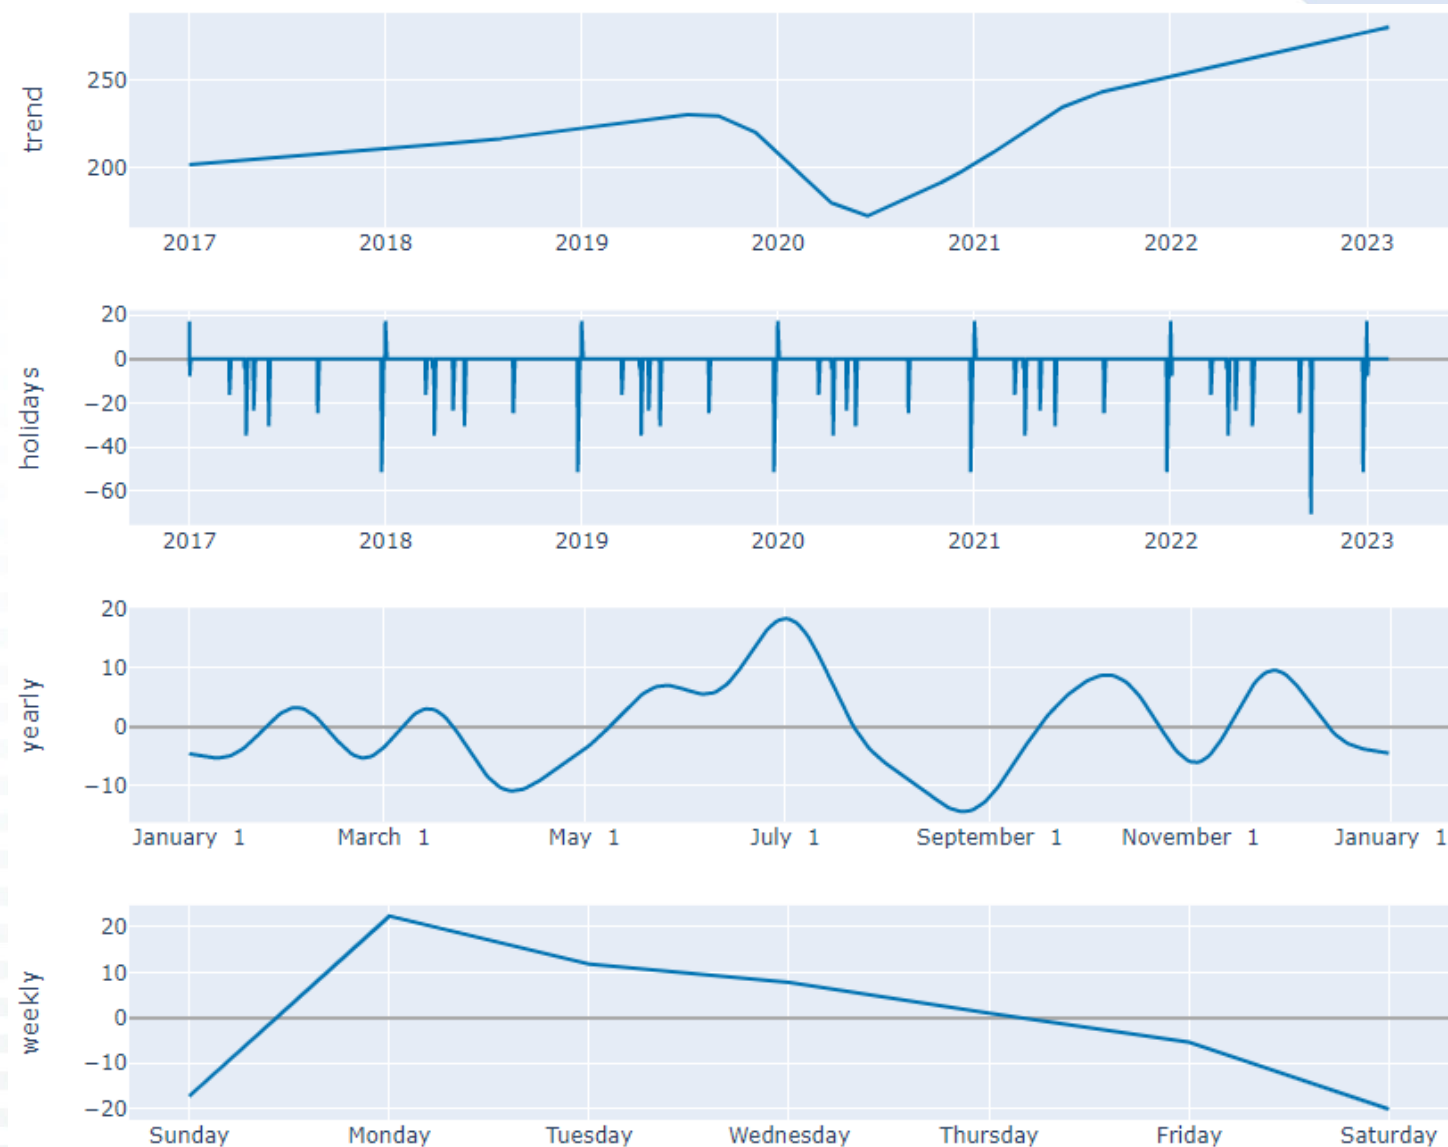 trend
250
200
2017 2018 2019 2020 2021 2022 2023
holidays
20
0
−20
−40
−60
2017 2018 2019 2020 2021 2022 2023
yearly
20
10
0
−10
January 1 March 1 May 1 July 1 September 1 November 1 January 1
weekly
20
10
0
−10
−20
Sunday Monday Tuesday Wednesday Thursday Friday Saturday